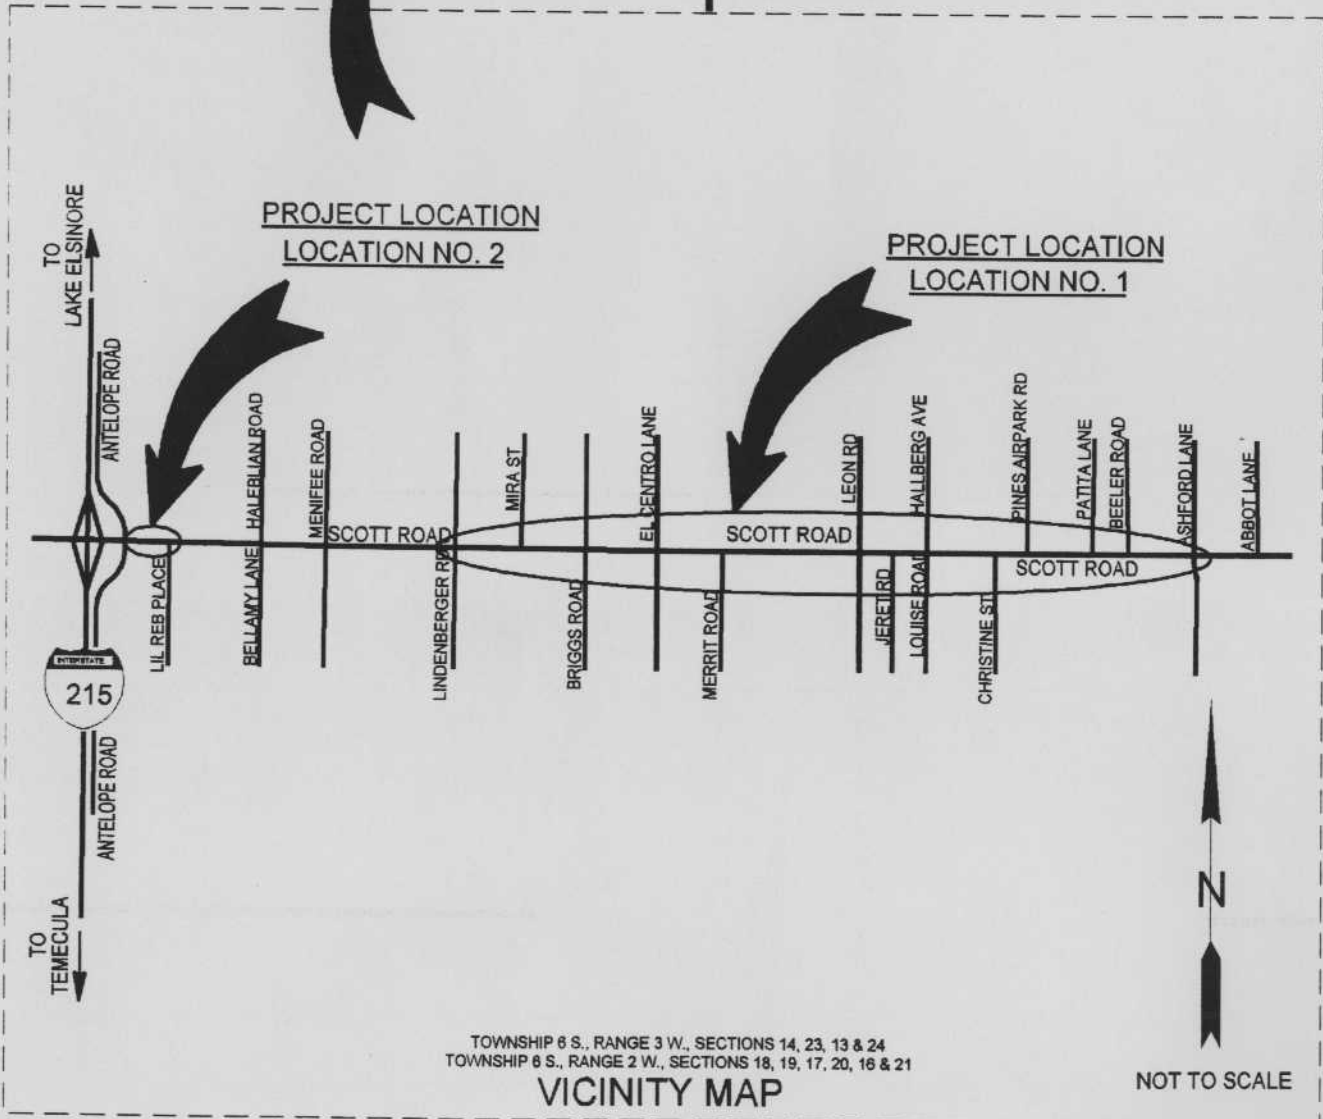 PROJECT LOCATION
LOCATION NO. 2
PROJECT LOCATION
LOCATION NO. 1
TO
LAKE ELSINORE
ANTELOPE ROAD
HALEBLIAN ROAD
MENIFEE ROAD
MIRA ST
EL CENTRO LANE
LEON RD
HALLBERG AVE
PINES AIRPARK RD
PATITA LANE
BEELER ROAD
ASHFORD LANE
ABBOT LANE
SCOTT ROAD
SCOTT ROAD
SCOTT ROAD
LIL REB PLACE
BELLAMY LANE
LINDENBERGER RD
BRIGGS ROAD
MERRIT ROAD
JERET RD
LOUISE ROAD
CHRISTINE ST
INTERSTATE
215
ANTELOPE ROAD
TO
TEMECULA
N
NOT TO SCALE
TOWNSHIP 6 S., RANGE 3 W., SECTIONS 14, 23, 13 & 24
TOWNSHIP 6 S., RANGE 2 W., SECTIONS 18, 19, 17, 20, 16 & 21
VICINITY MAP